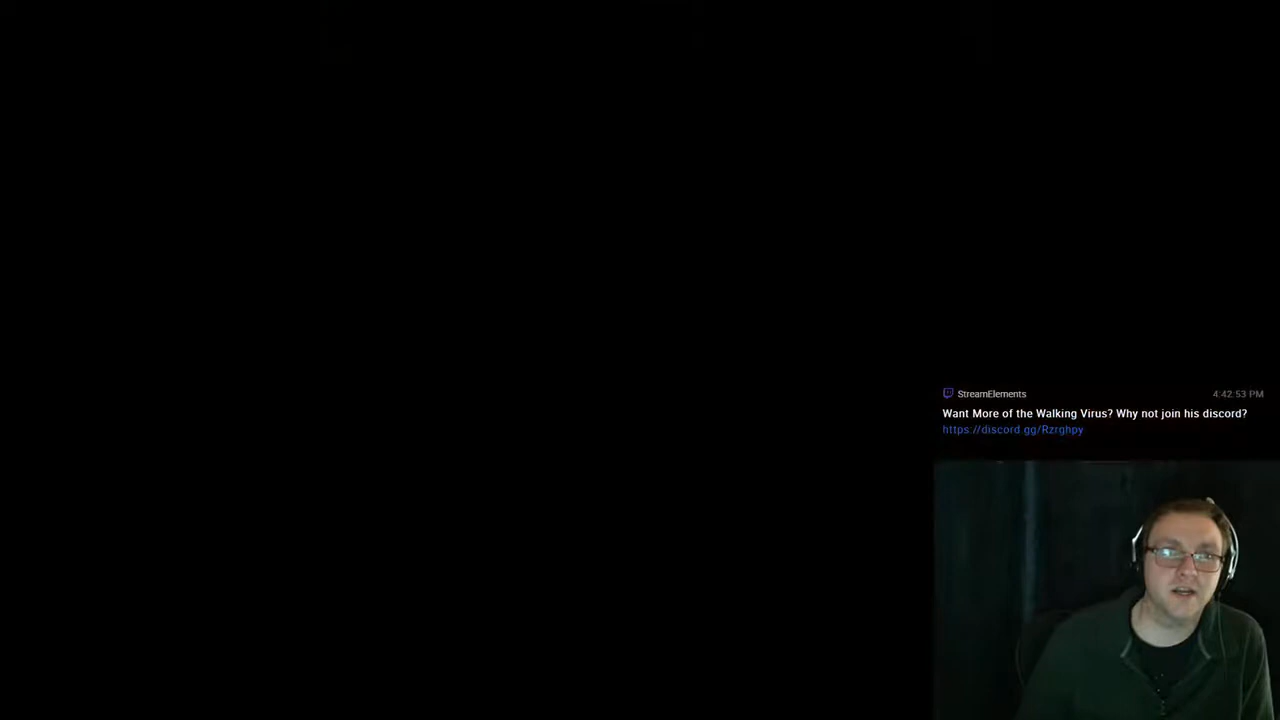 StreamElements 4:42:53 PM
Want More of the Walking Virus? Why not join his discord?
https://discord gg/Rzrghpy